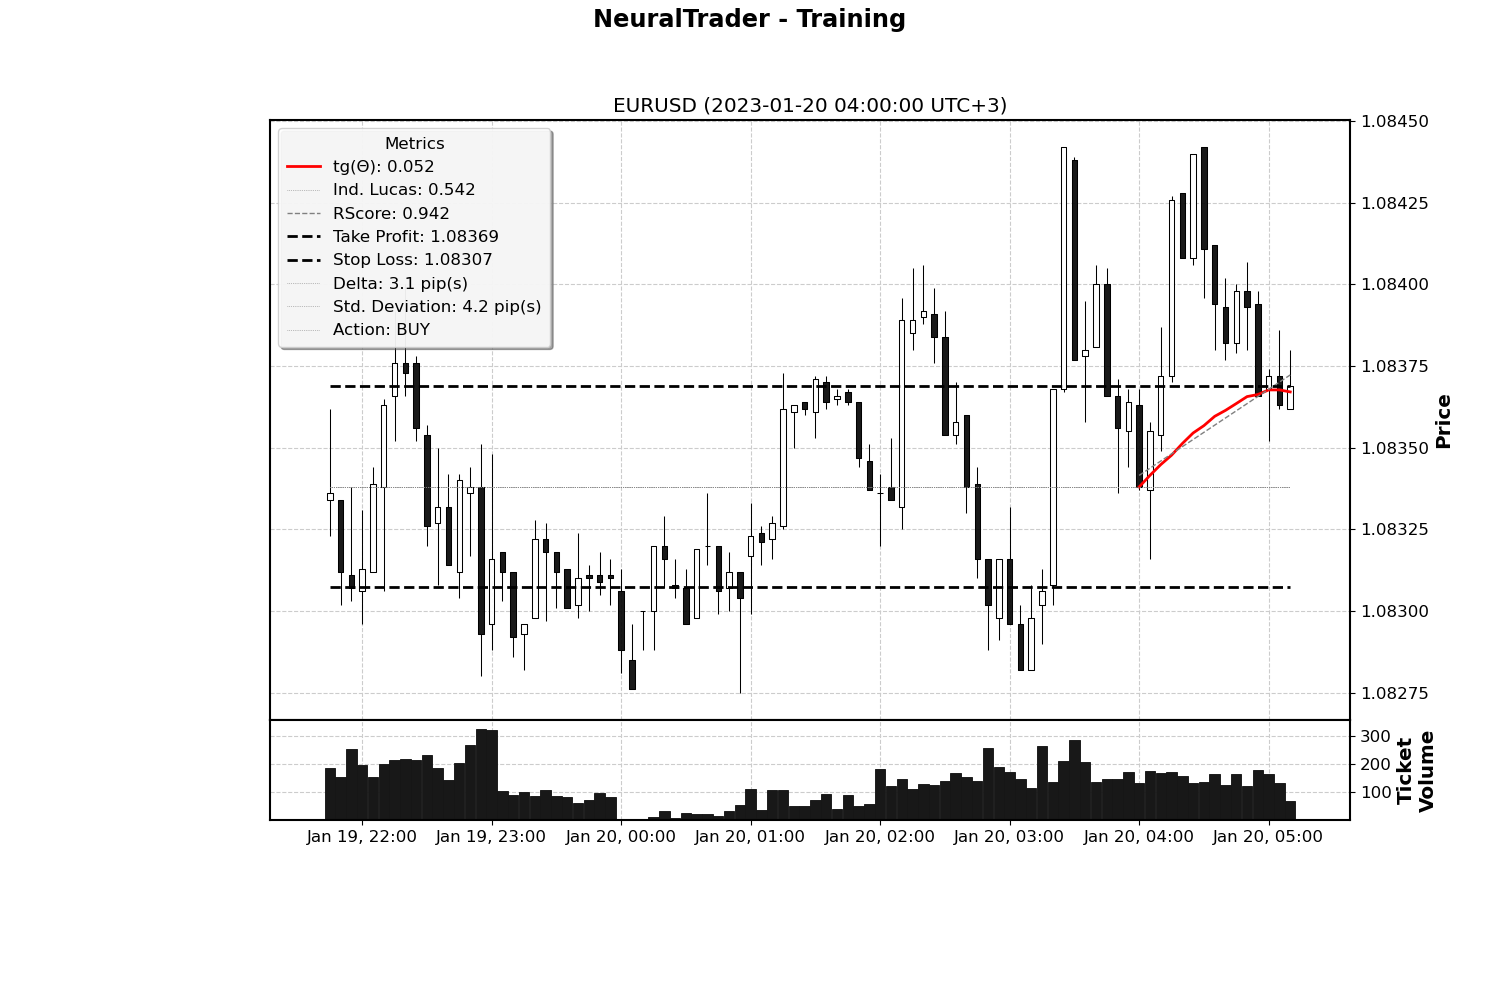 NeuralTrader - Training
EURUSD (2023-01-20 04:00:00 UTC+3)
Metrics
tg(Θ): 0.052
Ind. Lucas: 0.542
RScore: 0.942
Take Profit: 1.08369
Stop Loss: 1.08307
Delta: 3.1 pip(s)
Std. Deviation: 4.2 pip(s)
Action: BUY
1.08450
1.08425
1.08400
1.08375
1.08350
1.08325
1.08300
1.08275
Price
300
200
100
Ticket
Volume
Jan 19, 22:00
Jan 19, 23:00
Jan 20, 00:00
Jan 20, 01:00
Jan 20, 02:00
Jan 20, 03:00
Jan 20, 04:00
Jan 20, 05:00